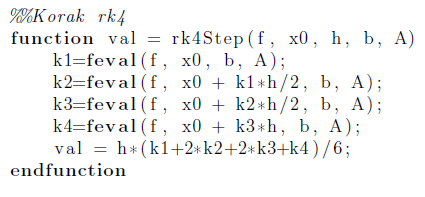 %%Korak rk4
function val = rk4Step(f, x0, h, b, A)
k1=feval(f, x0, b, A);
k2=feval(f, x0 + k1*h/2, b, A);
k3=feval(f, x0 + k2*h/2, b, A);
k4=feval(f, x0 + k3*h, b, A);
val = h*(k1+2*k2+2*k3+k4)/6;
endfunction